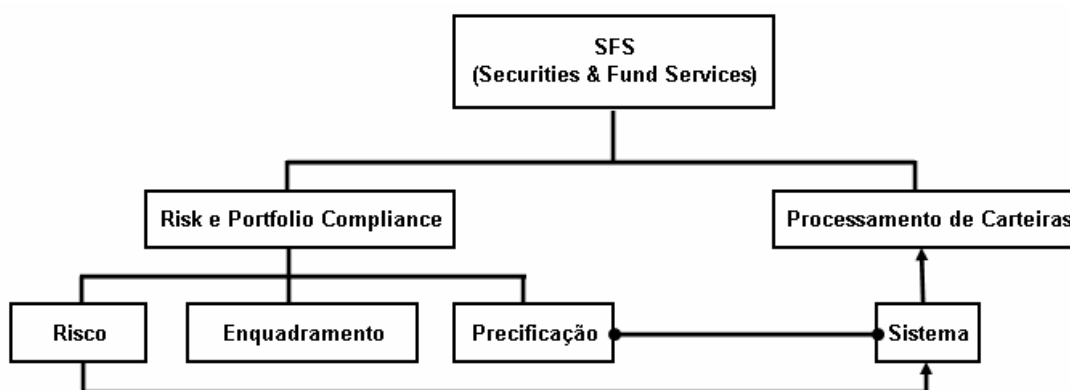 SFS
(Securities & Fund Services)
Risk e Portfolio Compliance
Processamento de Carteiras
Risco
Enquadramento
Precificação
Sistema